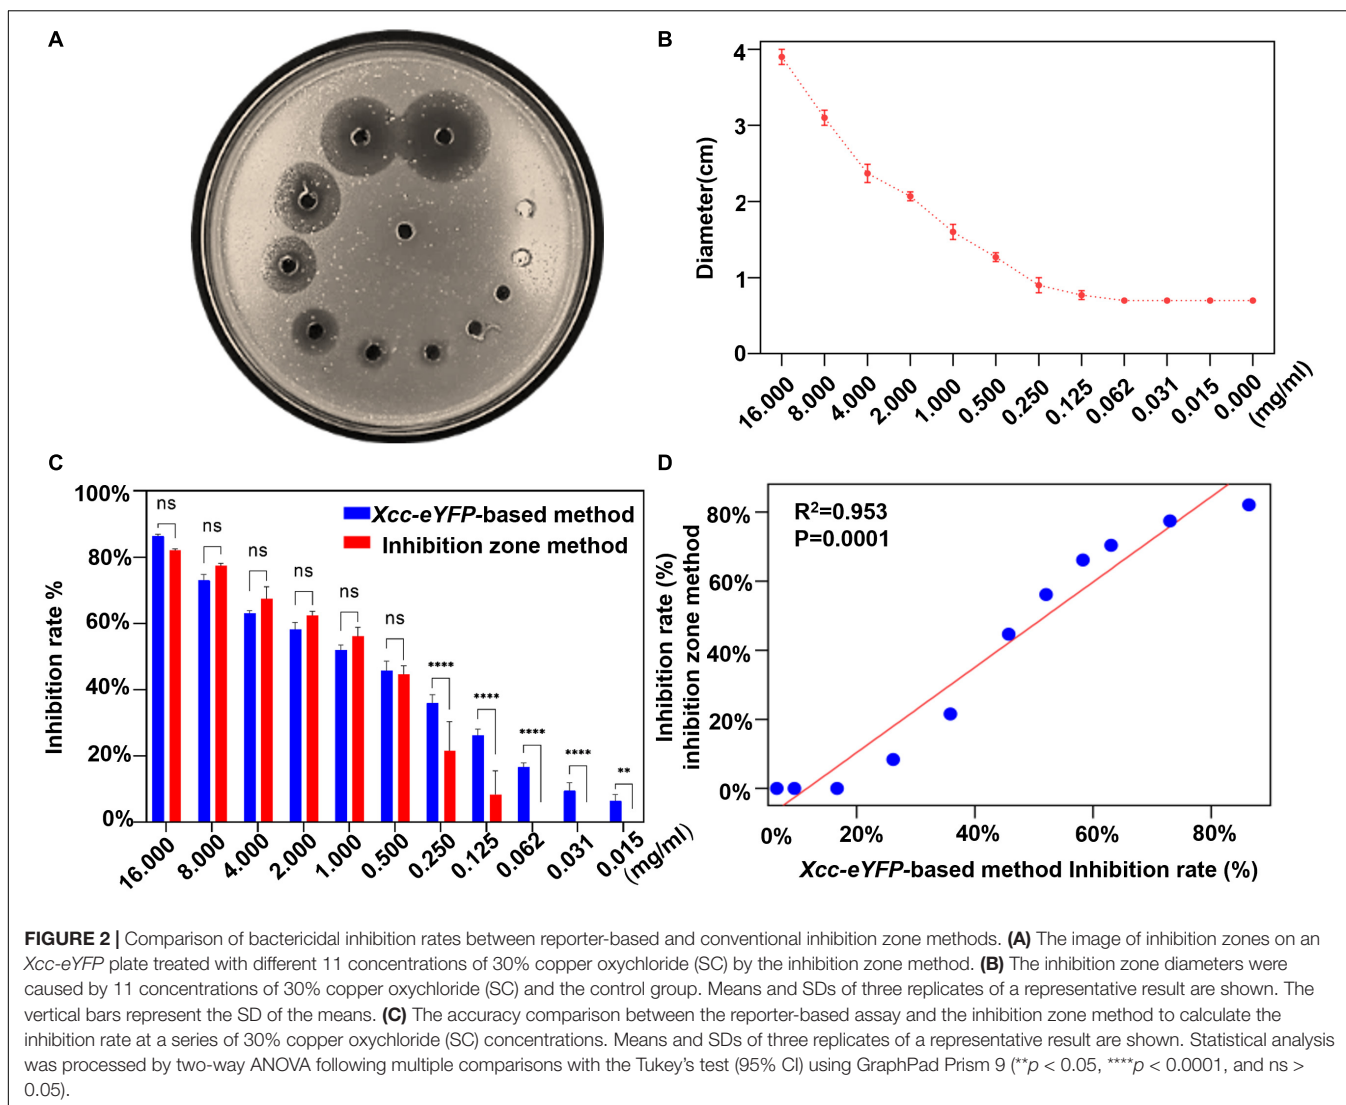 A
B
4
3
2
1
0
Diameter(cm)
16.000
8.000
4.000
2.000
1.000
0.500
0.250
0.125
0.062
0.031
0.015
0.000
(mg/ml)
C
100%
80%
60%
40%
20%
0%
Inhibition rate %
ns
ns
ns
ns
ns
ns
****
****
****
****
**
Xcc-eYFP-based method
Inhibition zone method
16.000
8.000
4.000
2.000
1.000
0.500
0.250
0.125
0.062
0.031
0.015
(mg/ml)
D
R²=0.953
P=0.0001
80%
60%
40%
20%
0%
Inhibition rate (%)
inhibition zone method
0%
20%
40%
60%
80%
Xcc-eYFP-based method Inhibition rate (%)
FIGURE 2 | Comparison of bactericidal inhibition rates between reporter-based and conventional inhibition zone methods. (A) The image of inhibition zones on an
Xcc-eYFP plate treated with different 11 concentrations of 30% copper oxychloride (SC) by the inhibition zone method. (B) The inhibition zone diameters were
caused by 11 concentrations of 30% copper oxychloride (SC) and the control group. Means and SDs of three replicates of a representative result are shown. The
vertical bars represent the SD of the means. (C) The accuracy comparison between the reporter-based assay and the inhibition zone method to calculate the
inhibition rate at a series of 30% copper oxychloride (SC) concentrations. Means and SDs of three replicates of a representative result are shown. Statistical analysis
was processed by two-way ANOVA following multiple comparisons with the Tukey's test (95% CI) using GraphPad Prism 9 (**p < 0.05, ****p < 0.0001, and ns >
0.05).